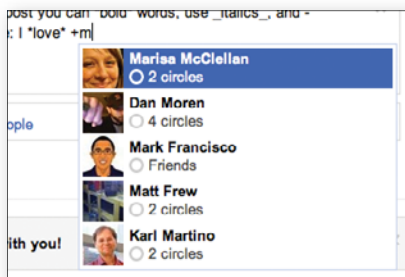 post you can *bold* words, use _italics_, and -
e: I *love* +m
Marisa McClellan
2 circles
Dan Moren
4 circles
ople
Mark Francisco
Friends
Matt Frew
2 circles
ith you!
Karl Martino
2 circles